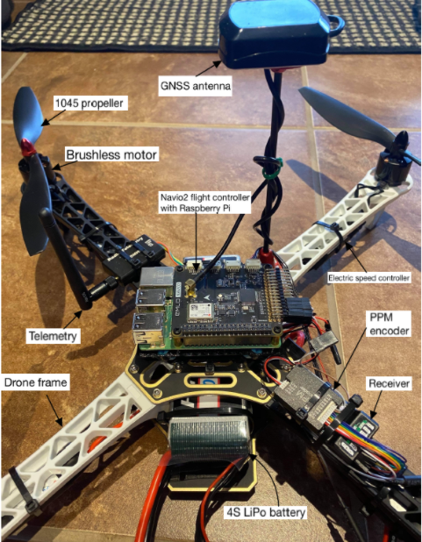 GNSS antenna
1045 propeller
Brushless motor
Navio2 flight controller
with Raspberry Pi
Electric speed controller
Telemetry
PPM
encoder
Drone frame
Receiver
4S LiPo battery